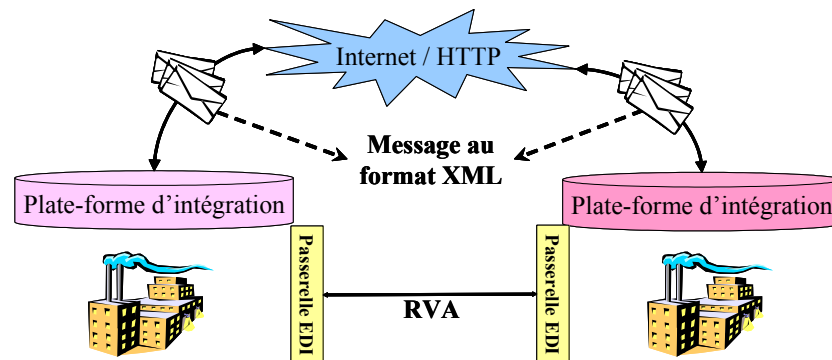 Internet / HTTP
Message au
format XML
Plate-forme d’intégration
Plate-forme d’intégration
Passerelle EDI
Passerelle EDI
RVA